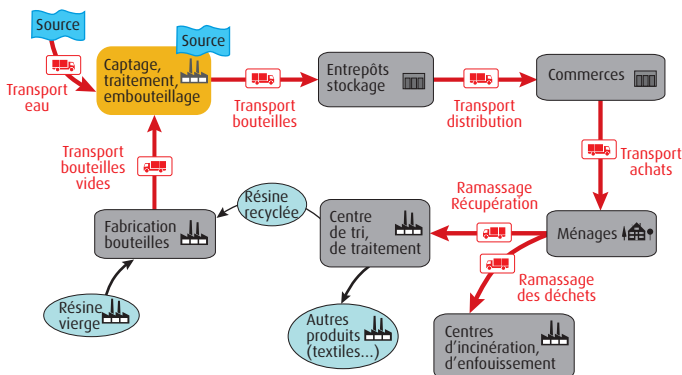 Source
Source
Captage,
traitement,
embouteillage
Entrepôts
stockage
Commerces
Transport
eau
Transport
bouteilles
Transport
distribution
Transport
achats
Transport
bouteilles
vides
Résine
recyclée
Ramassage
Récupération
Fabrication
bouteilles
Centre
de tri,
de traitement
Ménages
Ramassage
des déchets
Résine
vierge
Autres
produits
(textiles...)
Centres
d'incinération,
d'enfouissement